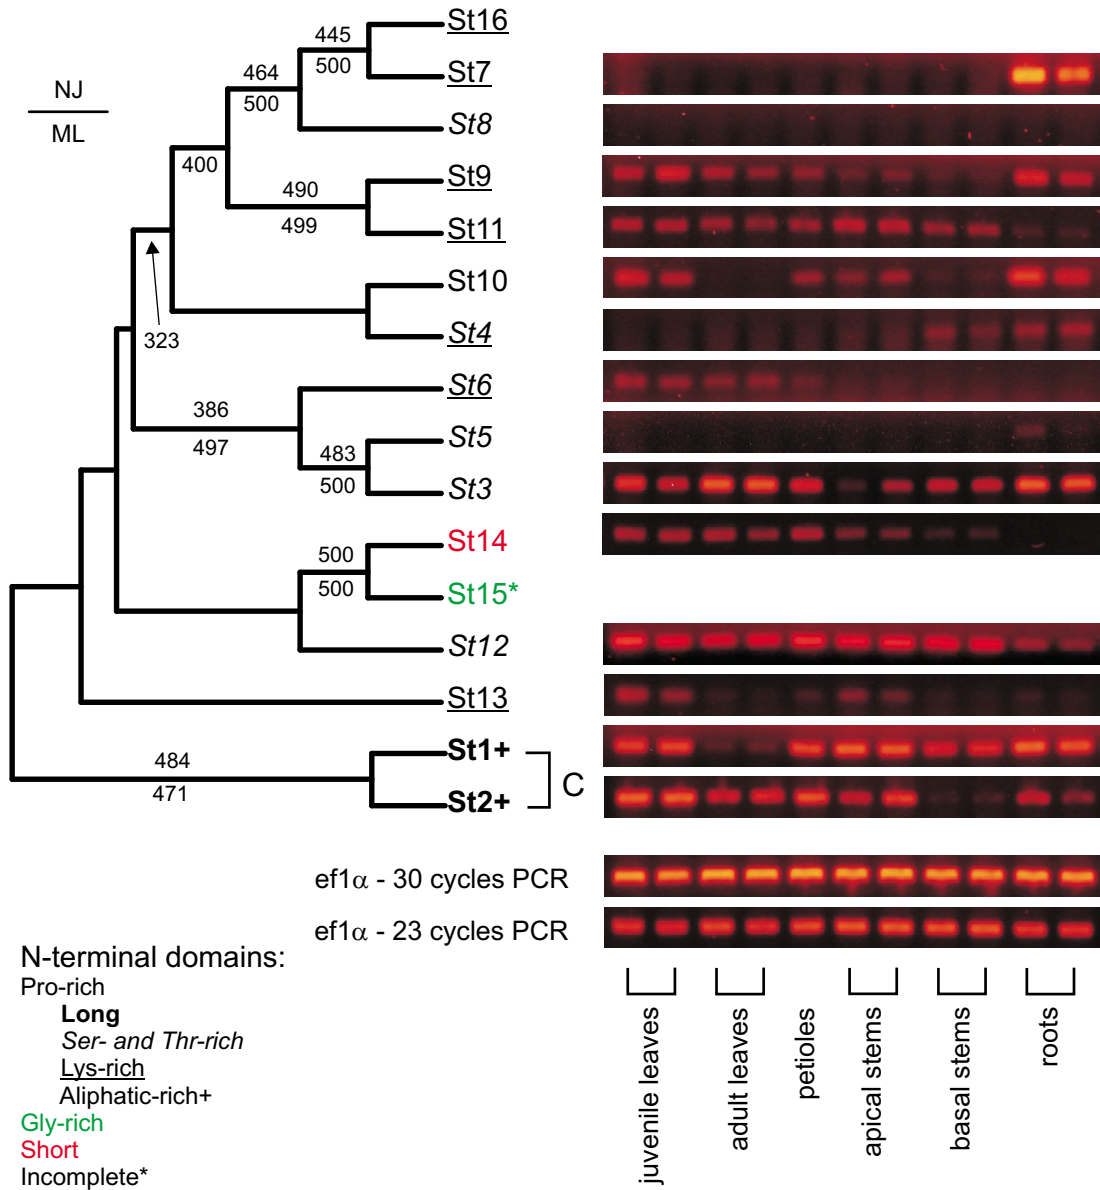 NJ
ML
445
500
464
500
400
490
499
323
386
497
483
500
500
500
484
471
St16
St7
St8
St9
St11
St10
St4
St6
St5
St3
St14
St15*
St12
St13
St1+
St2+
C
ef1α - 30 cycles PCR
ef1α - 23 cycles PCR
N-terminal domains:
Pro-rich
Long
Ser- and Thr-rich
Lys-rich
Aliphatic-rich+
Gly-rich
Short
Incomplete*
juvenile leaves
adult leaves
petioles
apical stems
basal stems
roots